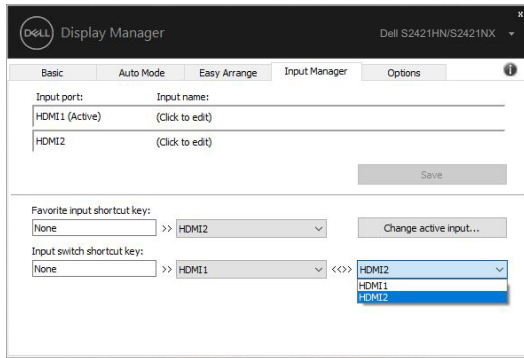 DELL Display Manager Dell S2421HN/S2421NX
Basic Auto Mode Easy Arrange Input Manager Options
Input port: Input name:
HDMI1 (Active) (Click to edit)
HDMI2 (Click to edit)
Save
Favorite input shortcut key:
None >> HDMI2 Change active input...
Input switch shortcut key:
None >> HDMI1 <<>> HDMI2
HDMI1
HDMI2